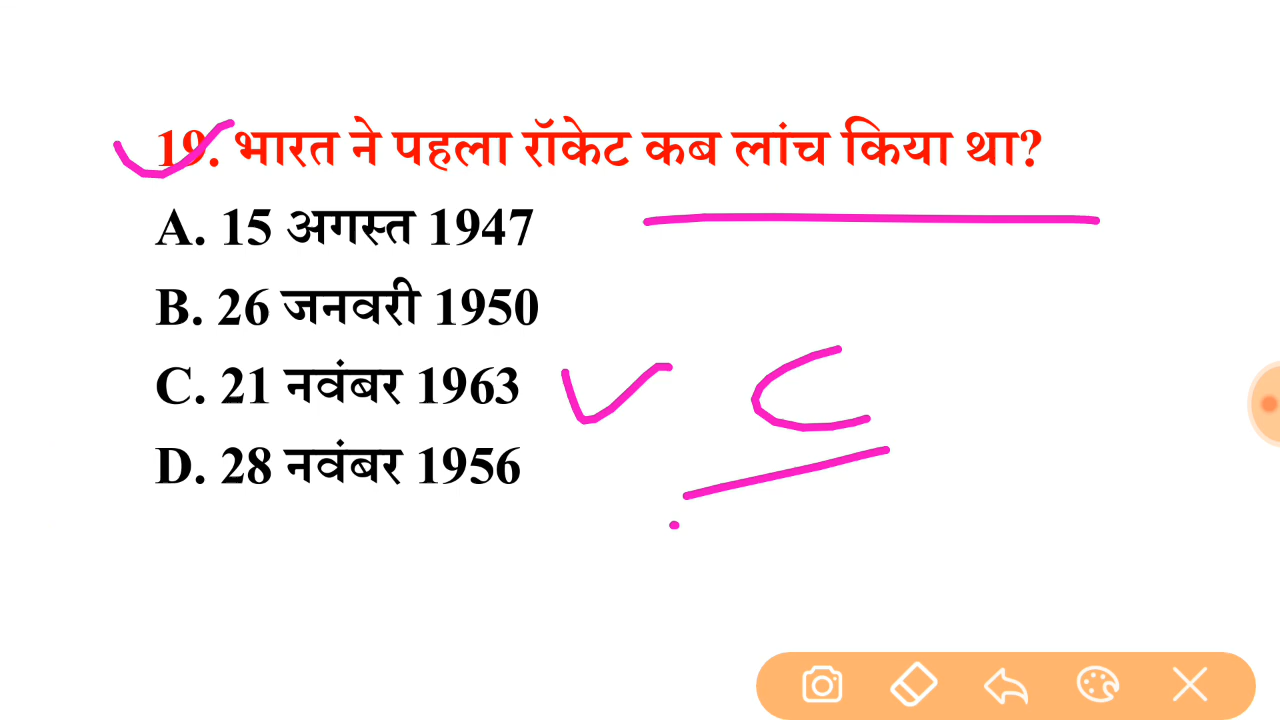 19. भारत ने पहला रॉकेट कब लांच किया था?
A. 15 अगस्त 1947
B. 26 जनवरी 1950
C. 21 नवंबर 1963
C
D. 28 नवंबर 1956